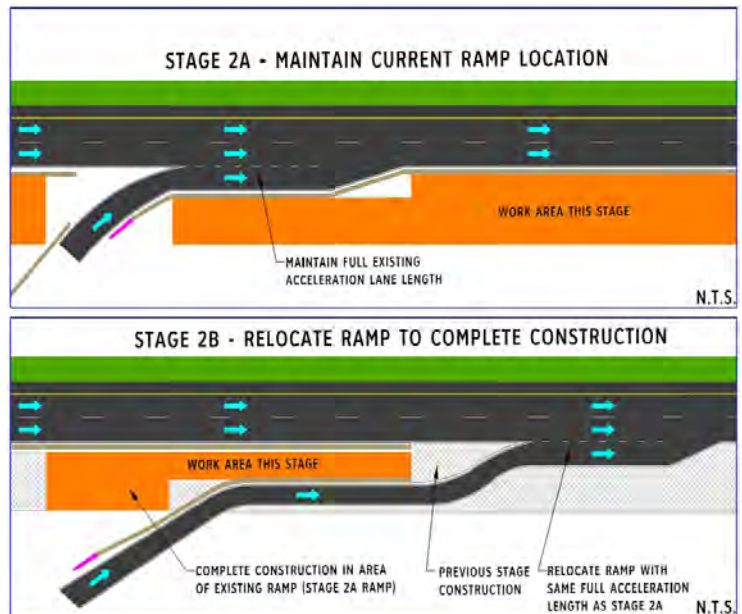 STAGE 2A - MAINTAIN CURRENT RAMP LOCATION
WORK AREA THIS STAGE
MAINTAIN FULL EXISTING
ACCELERATION LANE LENGTH
N.T.S.
STAGE 2B - RELOCATE RAMP TO COMPLETE CONSTRUCTION
WORK AREA THIS STAGE
COMPLETE CONSTRUCTION IN AREA
OF EXISTING RAMP (STAGE 2A RAMP)
PREVIOUS STAGE
CONSTRUCTION
RELOCATE RAMP WITH
SAME FULL ACCELERATION
LENGTH AS STAGE 2A
N.T.S.